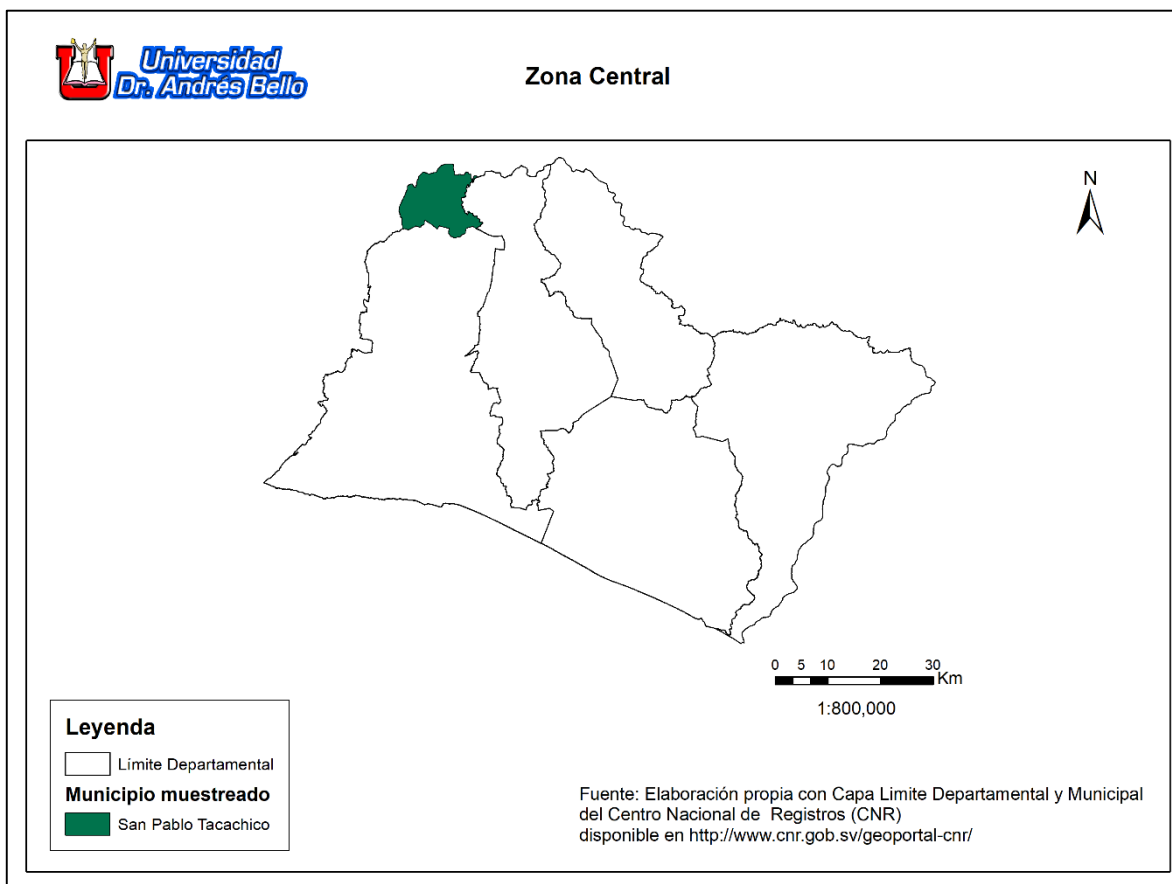 Universidad
Dr. Andrés Bello
Zona Central
N
0 5 10 20 30
Km
1:800,000
Leyenda
Límite Departamental
Municipio muestreado
San Pablo Tacachico
Fuente: Elaboración propia con Capa Limite Departamental y Municipal
del Centro Nacional de Registros (CNR)
disponible en http://www.cnr.gob.sv/geoportal-cnr/